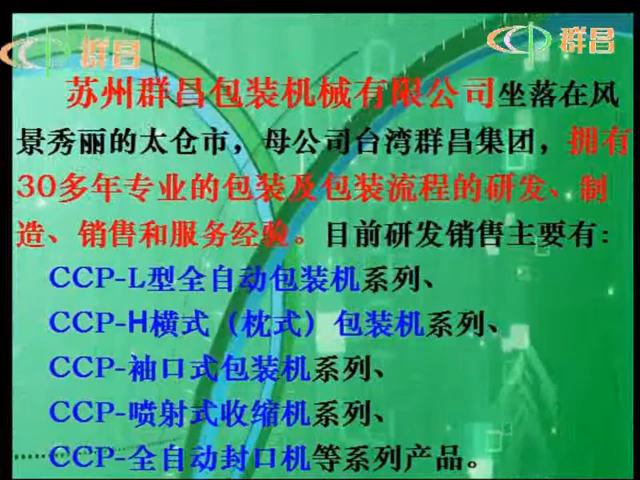 CCP 群昌
CCP 群昌
苏州群昌包装机械有限公司坐落在风
景秀丽的太仓市，母公司台湾群昌集团，拥有
30多年专业的包装及包装流程的研发、制
造、销售和服务经验。目前研发销售主要有:
CCP-L型全自动包装机系列、
CCP-H横式（枕式）包装机系列、
CCP-袖口式包装机系列、
CCP-喷射式收缩机系列、
CCP-全自动封口机等系列产品。